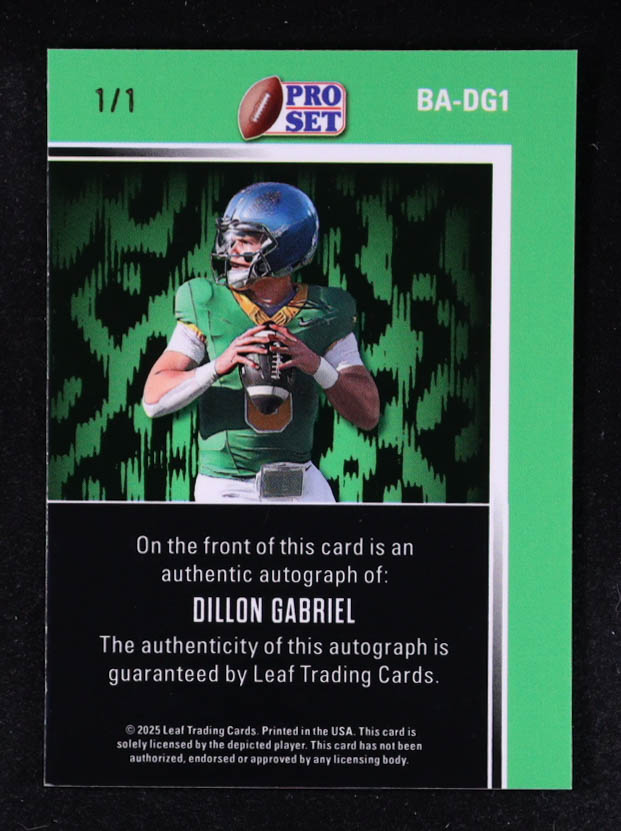 1/1
PRO
SET
BA-DG1
On the front of this card is an
authentic autograph of:
DILLON GABRIEL
The authenticity of this autograph is
guaranteed by Leaf Trading Cards.
© 2025 Leaf Trading Cards. Printed in the USA. This card is
solely licensed by the depicted player. This card has not been
authorized, endorsed or approved by any licensing body.